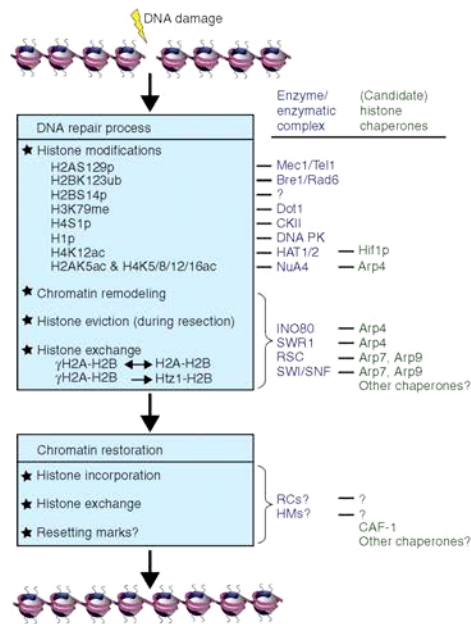 DNA damage
Enzyme/ (Candidate)
enzymatic histone
complex chaperones
DNA repair process
★ Histone modifications
H2AS129p — Mec1/Tel1
H2BK123ub — Bre1/Rad6
H2BS14p — ?
H3K79me — Dot1
H4S1p — CKII
H1p — DNA PK
H4K12ac — HAT1/2 — Hif1p
H2AK5ac & H4K5/8/12/16ac — NuA4 — Arp4
★ Chromatin remodeling
★ Histone eviction (during resection)
★ Histone exchange
γH2A-H2B ↔ H2A-H2B
γH2A-H2B → Htz1-H2B
INO80 — Arp4
SWR1 — Arp4
RSC — Arp7, Arp9
SWI/SNF — Arp7, Arp9
Other chaperones?
Chromatin restoration
★ Histone incorporation
★ Histone exchange
★ Resetting marks?
RCs? — ?
HMs? — ?
CAF-1
Other chaperones?